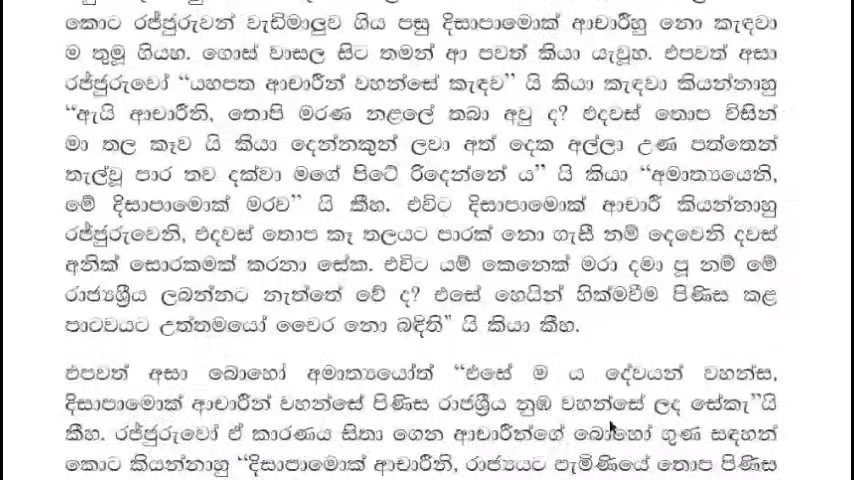 කොට රජ්ජුරුවන් වැඩිමාලුව ගිය පසු දිසාපාමොක් ආචාරීහු නො කැඳවා
ම තුමූ ගියහ. ගොස් වාසල සිට තමන් ආ පවත් කියා යැවූහ. එපවත් අසා
රජ්ජුරුවෝ “යහපත ආචාරීන් වහන්සේ කැඳව” යි කියා කැඳවා කියන්නාහු
“ඇයි ආචාරීනි, තොපි මරණ නළලේ තබා අවු ද? එදවස් තොප විසින්
මා තල කෑව යි කියා දෙන්නකුන් ලවා අත් දෙක අල්ලා උණ පත්තෙන්
තැල්වූ පාර තව දක්වා මගේ පිටේ රිදෙන්නේ ය” යි කියා “අමාත්‍යයෙනි,
මේ දිසාපාමොක් මරව” යි කීහ. එවිට දිසාපාමොක් ආචාරී කියන්නාහු
රජ්ජුරුවෙනි, එදවස් තොප කෑ තලයට පාරක් නො ගැසී නම් දෙවෙනි දවස්
අනික් සොරකමක් කරනා සේක. එවිට යම් කෙනෙක් මරා දමා පූ නම් මේ
රාජ්‍යශ්‍රීය ලබන්නට නැත්තේ වේ ද? එසේ හෙයින් හික්මවීම පිණිස කළ
පාටවයට උත්තමයෝ වෛර නො බඳිති” යි කියා කීහ.
එපවත් අසා බොහෝ අමාත්‍යයෝත් “එසේ ම ය දේවයන් වහන්ස,
දිසාපාමොක් ආචාරීන් වහන්සේ පිණිස රාජශ්‍රීය නුඹ වහන්සේ ලද සේකැ”යි
කීහ. රජ්ජුරුවෝ ඒ කාරණය සිතා ගෙන ආචාරීන්ගේ බොහෝ ගුණ සඳහන්
කොට කියන්නාහු “දිසාපාමොක් ආචාරීනි, රාජ්‍යයට පැමිණියේ තොප පිණිස